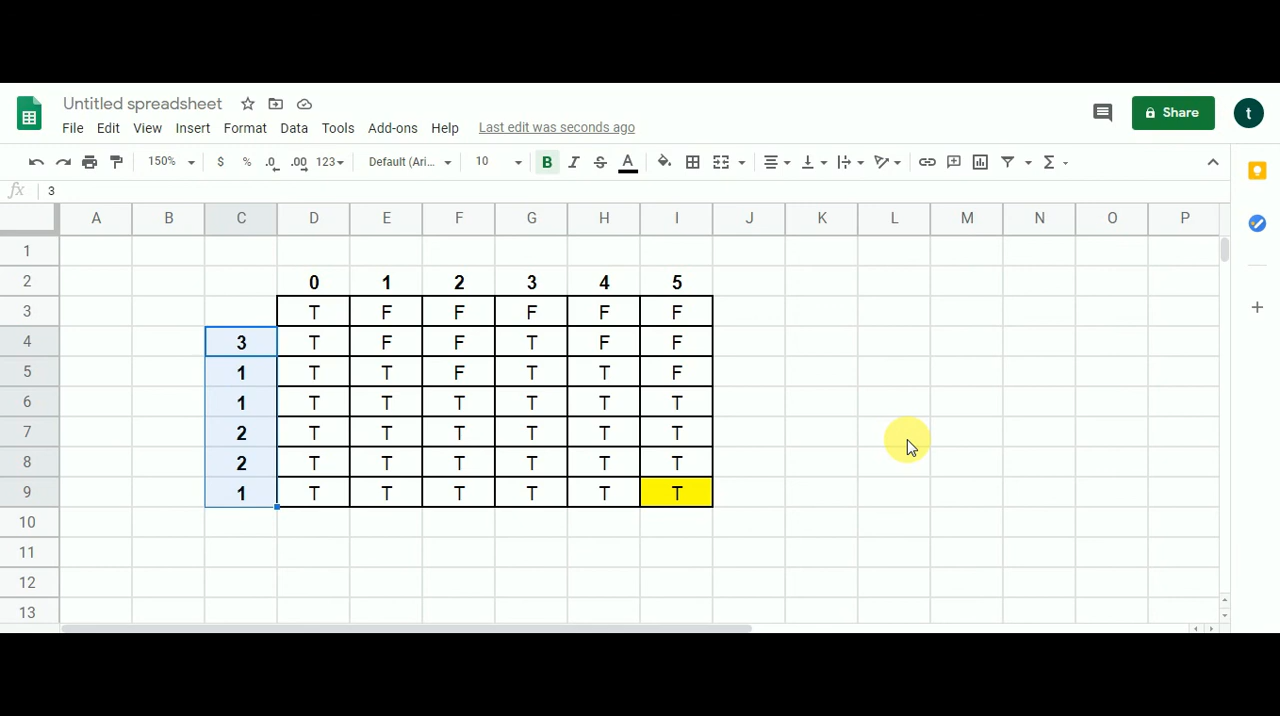 Untitled spreadsheet
File Edit View Insert Format Data Tools Add-ons Help Last edit was seconds ago
Share t
150% $ % .0 .00 123 Default (Ari... 10 B I S A Σ
fx 3
A B C D E F G H I J K L M N O P
1
2 0 1 2 3 4 5
3 T F F F F F
4 3 T F F T F F
5 1 T T F T T F
6 1 T T T T T T
7 2 T T T T T T
8 2 T T T T T T
9 1 T T T T T T
10
11
12
13